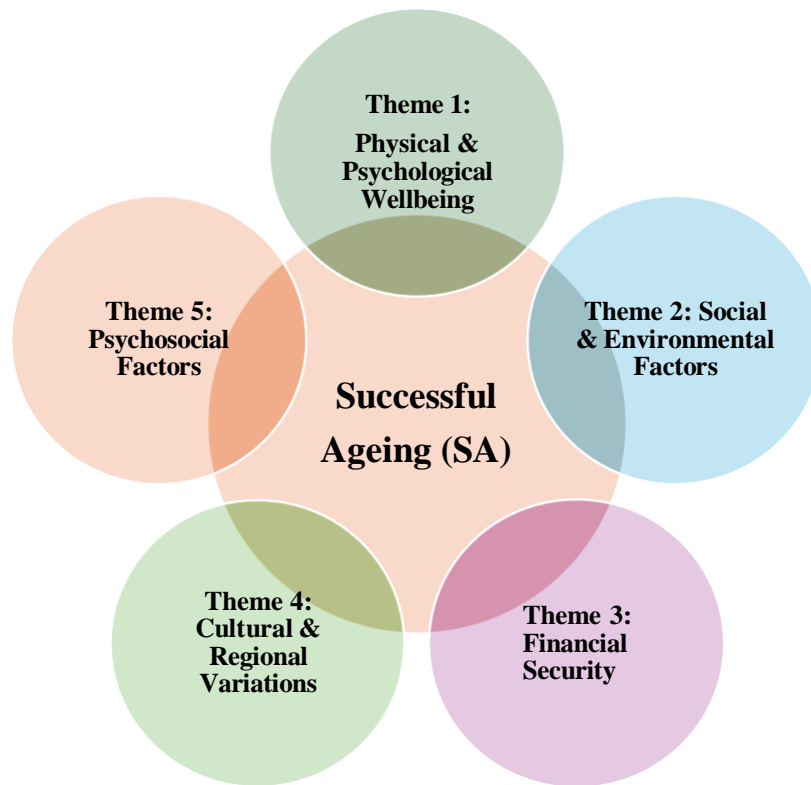 Theme 1:
Physical &
Psychological
Wellbeing
Theme 2: Social
& Environmental
Factors
Theme 3:
Financial
Security
Theme 4:
Cultural &
Regional
Variations
Theme 5:
Psychosocial
Factors
Successful
Ageing (SA)